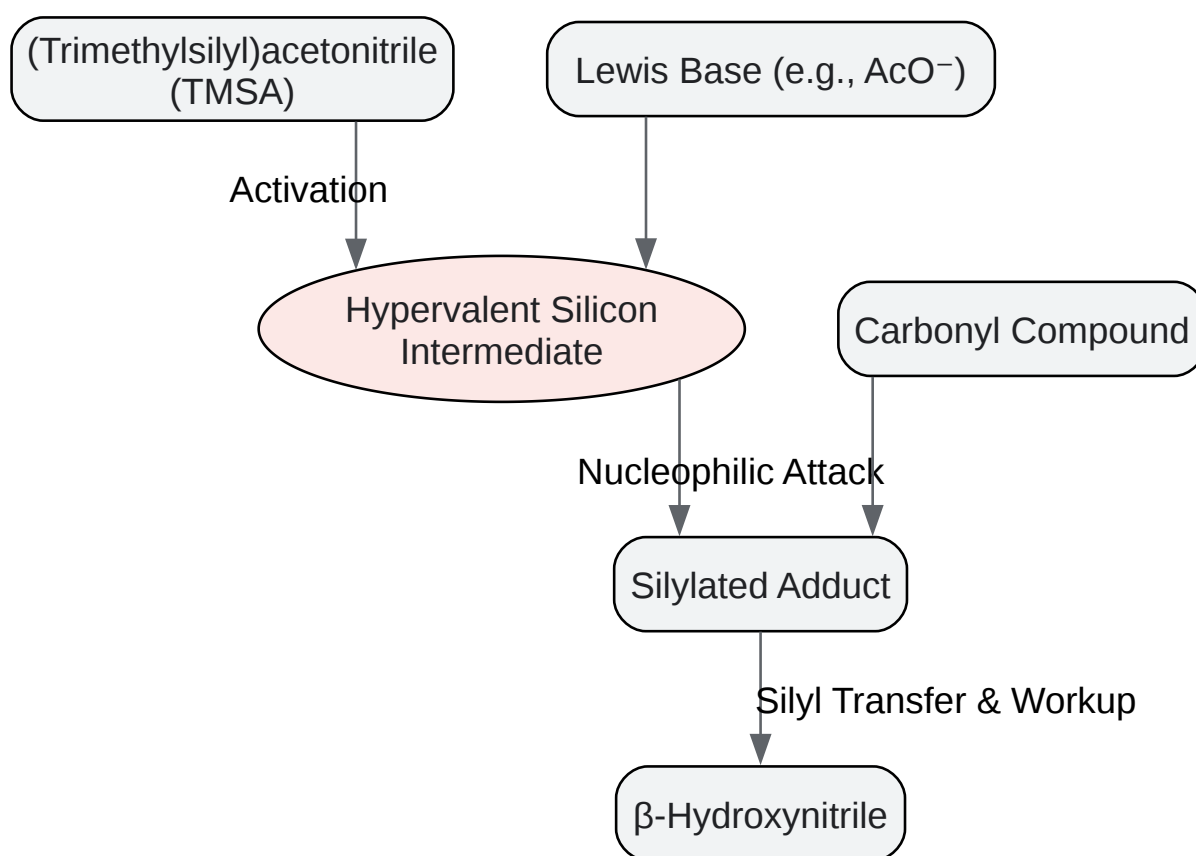 (Trimethylsilyl)acetonitrile
(TMSA)
Lewis Base (e.g., AcO⁻)
Activation
Hypervalent Silicon
Intermediate
Carbonyl Compound
Nucleophilic Attack
Silylated Adduct
Silyl Transfer & Workup
β-Hydroxynitrile